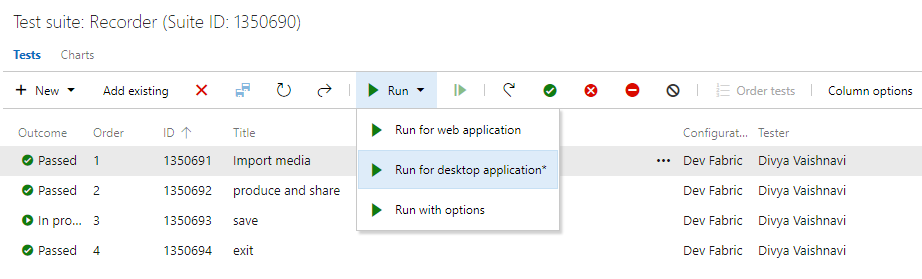 Test suite: Recorder (Suite ID: 1350690)
Tests Charts
New Add existing Run Order tests Column options
Run for web application
Run for desktop application*
Run with options
Outcome Order ID Title Configurat... Tester
Passed 1 1350691 Import media ... Dev Fabric Divya Vaishnavi
Passed 2 1350692 produce and share Dev Fabric Divya Vaishnavi
In pro... 3 1350693 save Dev Fabric Divya Vaishnavi
Passed 4 1350694 exit Dev Fabric Divya Vaishnavi